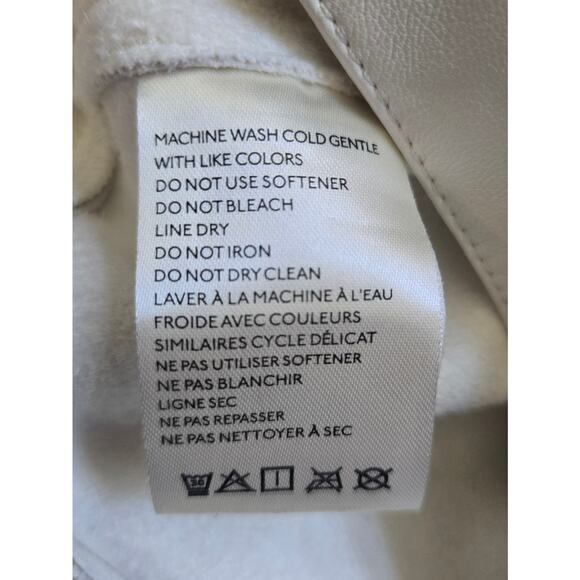 MACHINE WASH COLD GENTLE
WITH LIKE COLORS
DO NOT USE SOFTENER
DO NOT BLEACH
LINE DRY
DO NOT IRON
DO NOT DRY CLEAN
LAVER À LA MACHINE À L'EAU
FROIDE AVEC COULEURS
SIMILAIRES CYCLE DÉLICAT
NE PAS UTILISER SOFTENER
NE PAS BLANCHIR
LIGNE SEC
NE PAS REPASSER
NE PAS NETTOYER À SEC